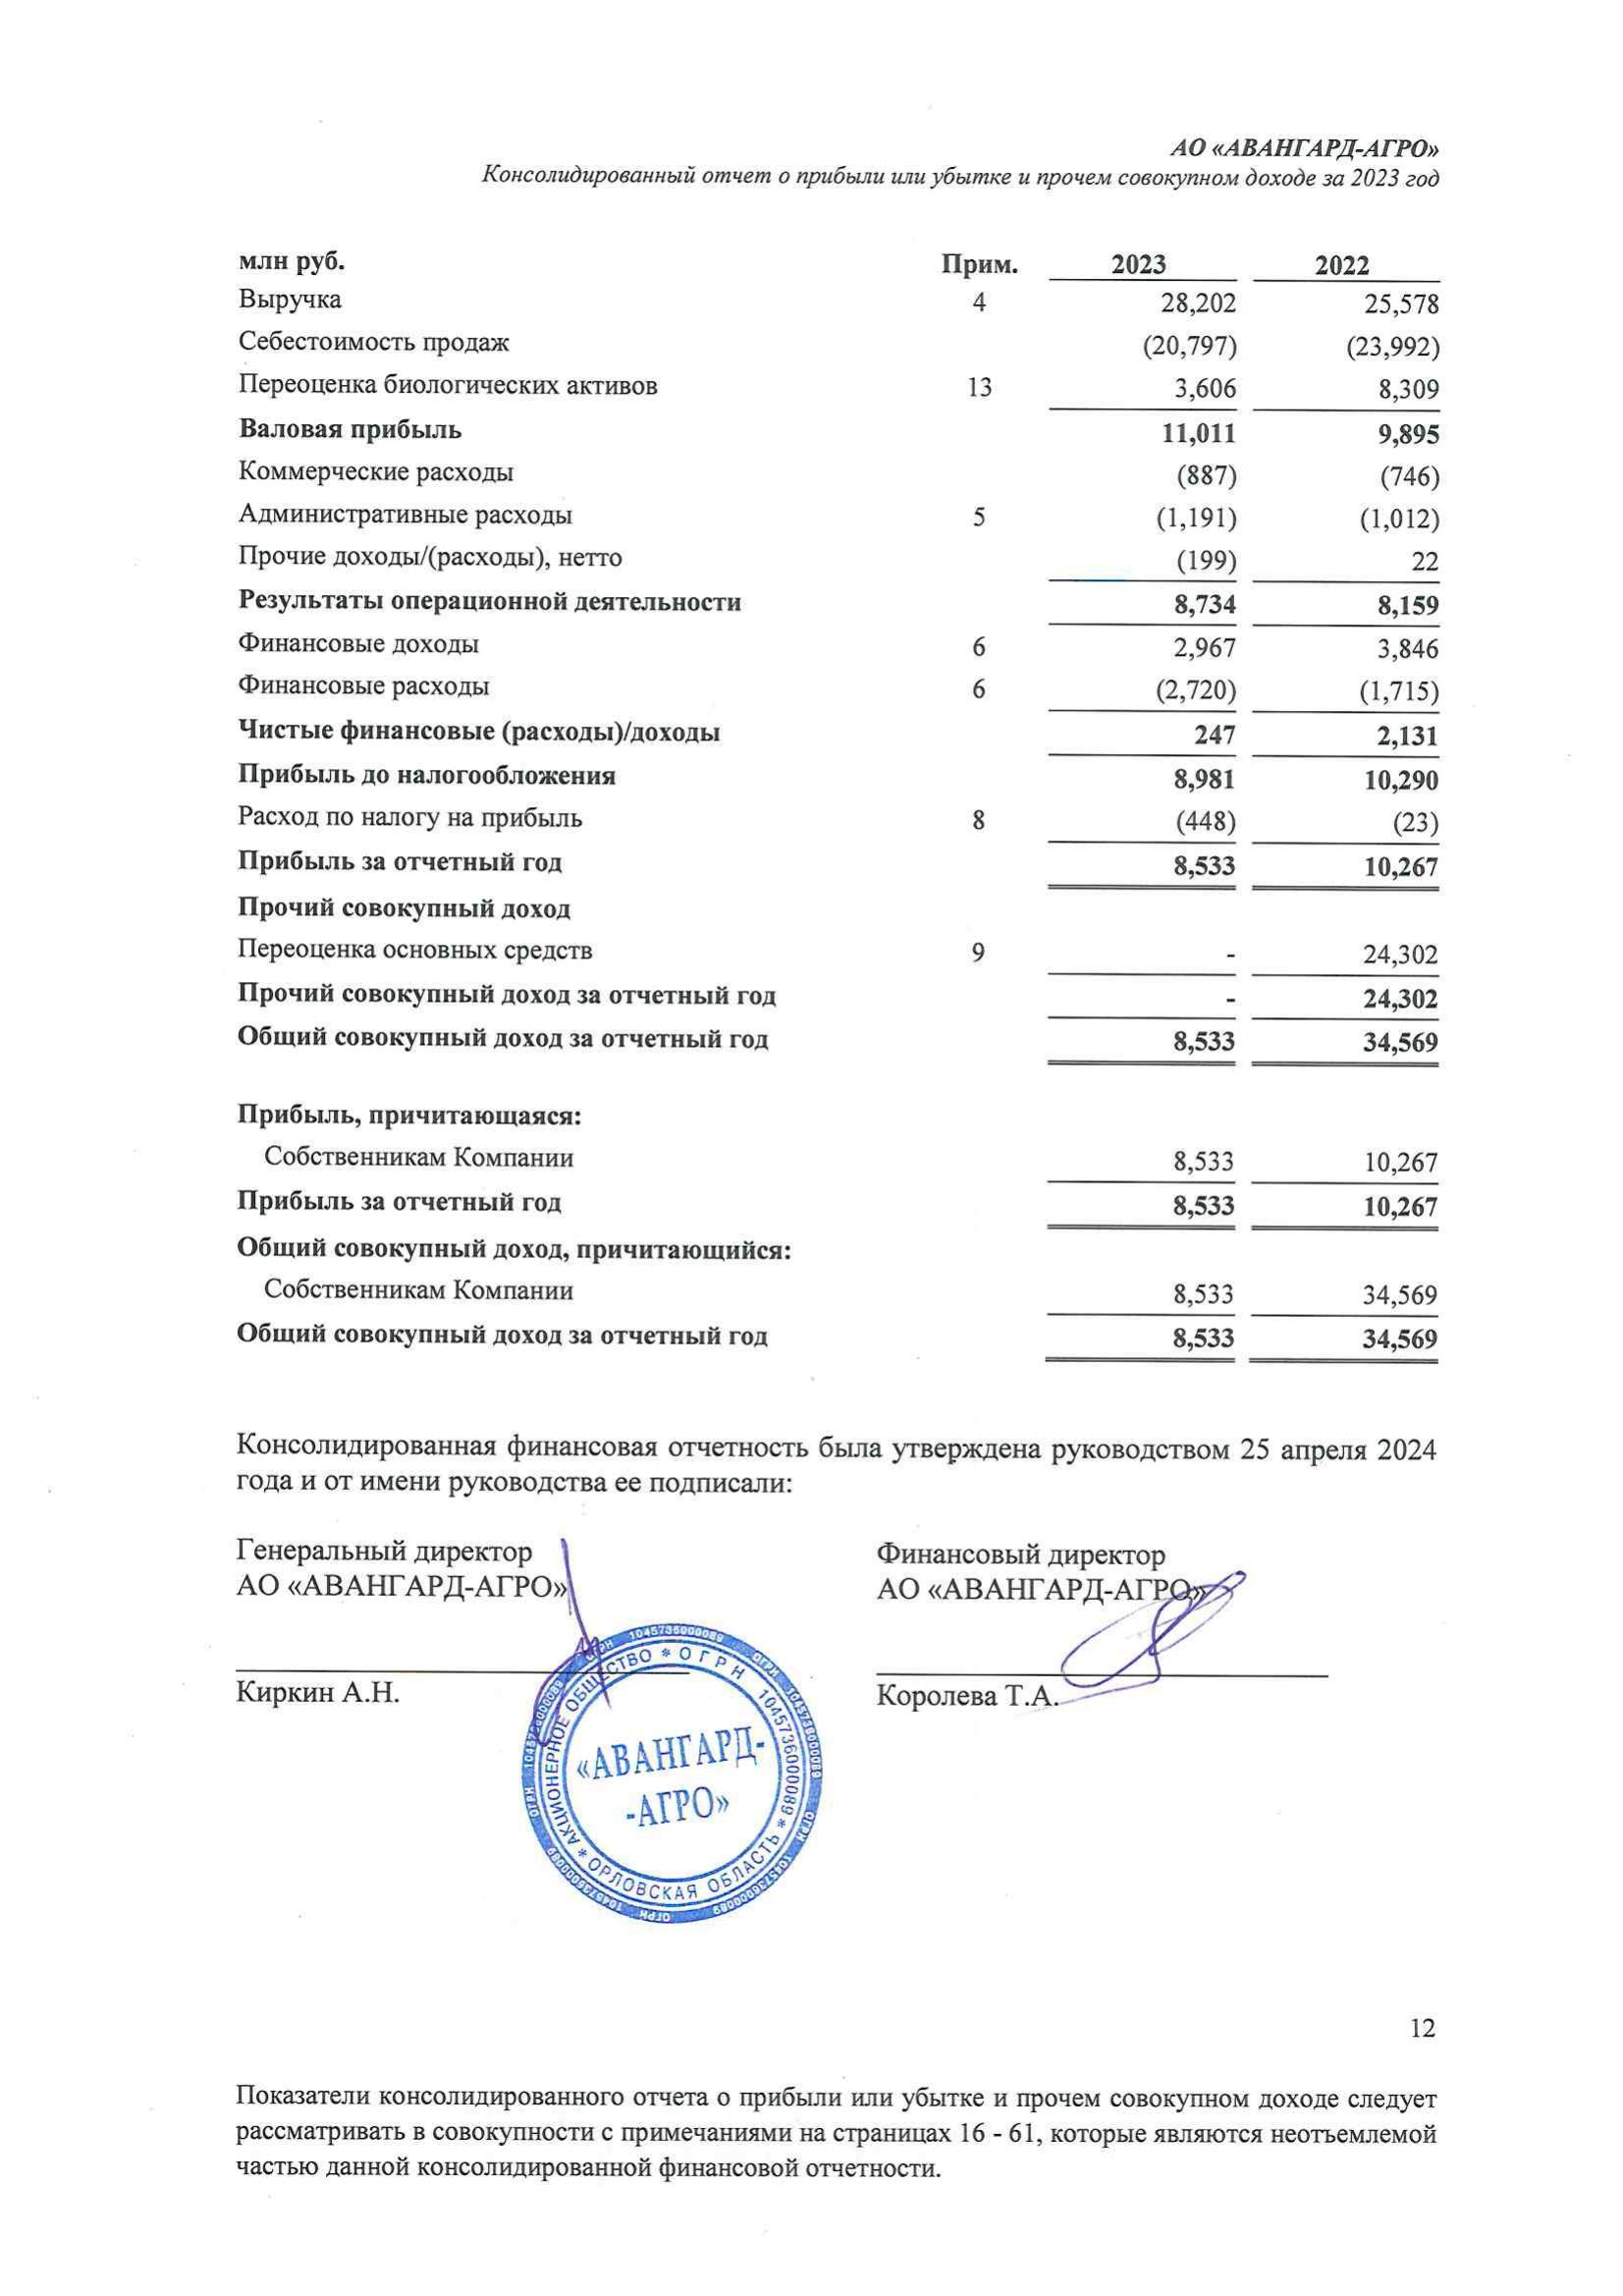 АО «АВАНГАРД-АГРО»
Консолидированный отчет о прибыли или убытке и прочем совокупном доходе за 2023 год
млн руб. Прим. 2023 2022
Выручка 4 28,202 25,578
Себестоимость продаж (20,797) (23,992)
Переоценка биологических активов 13 3,606 8,309
Валовая прибыль 11,011 9,895
Коммерческие расходы (887) (746)
Административные расходы 5 (1,191) (1,012)
Прочие доходы/(расходы), нетто (199) 22
Результаты операционной деятельности 8,734 8,159
Финансовые доходы 6 2,967 3,846
Финансовые расходы 6 (2,720) (1,715)
Чистые финансовые (расходы)/доходы 247 2,131
Прибыль до налогообложения 8,981 10,290
Расход по налогу на прибыль 8 (448) (23)
Прибыль за отчетный год 8,533 10,267
Прочий совокупный доход
Переоценка основных средств 9 - 24,302
Прочий совокупный доход за отчетный год - 24,302
Общий совокупный доход за отчетный год 8,533 34,569
Прибыль, причитающаяся:
Собственникам Компании 8,533 10,267
Прибыль за отчетный год 8,533 10,267
Общий совокупный доход, причитающийся:
Собственникам Компании 8,533 34,569
Общий совокупный доход за отчетный год 8,533 34,569
Консолидированная финансовая отчетность была утверждена руководством 25 апреля 2024
года и от имени руководства ее подписали:
Генеральный директор
АО «АВАНГАРД-АГРО»
Киркин А.Н.
Финансовый директор
АО «АВАНГАРД-АГРО»
Королева Т.А.
АКЦИОНЕРНОЕ ОБЩЕСТВО * ОГРН 1045736000089 * ОРЛОВСКАЯ ОБЛАСТЬ *
«АВАНГАРД-
-АГРО»
12
Показатели консолидированного отчета о прибыли или убытке и прочем совокупном доходе следует
рассматривать в совокупности с примечаниями на страницах 16 - 61, которые являются неотъемлемой
частью данной консолидированной финансовой отчетности.